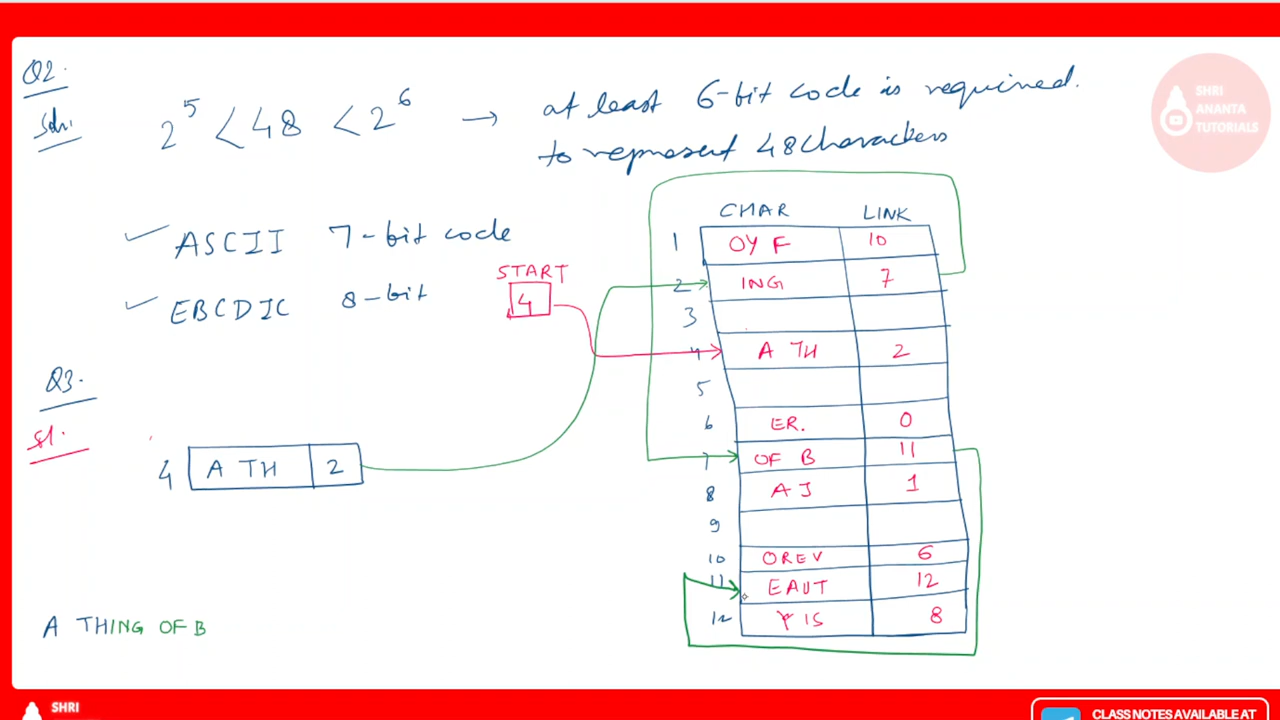 Q2.
Soln:
2^5 < 48 < 2^6 → at least 6-bit code is required.
to represent 48 Characters
SHRI
ANANTA
TUTORIALS
CHAR LINK
ASCII 7-bit code
EBCDIC 8-bit
START
4
1 OY F 10
2 ING 7
3
4 A TH 2
5
6 ER. 0
7 OF B 11
8 A J 1
9
10 OREV 6
11 EAUT 12
12 Y IS 8
Q3.
4 A TH 2
A THING OF B
SHRI
CLASS NOTES AVAILABLE AT